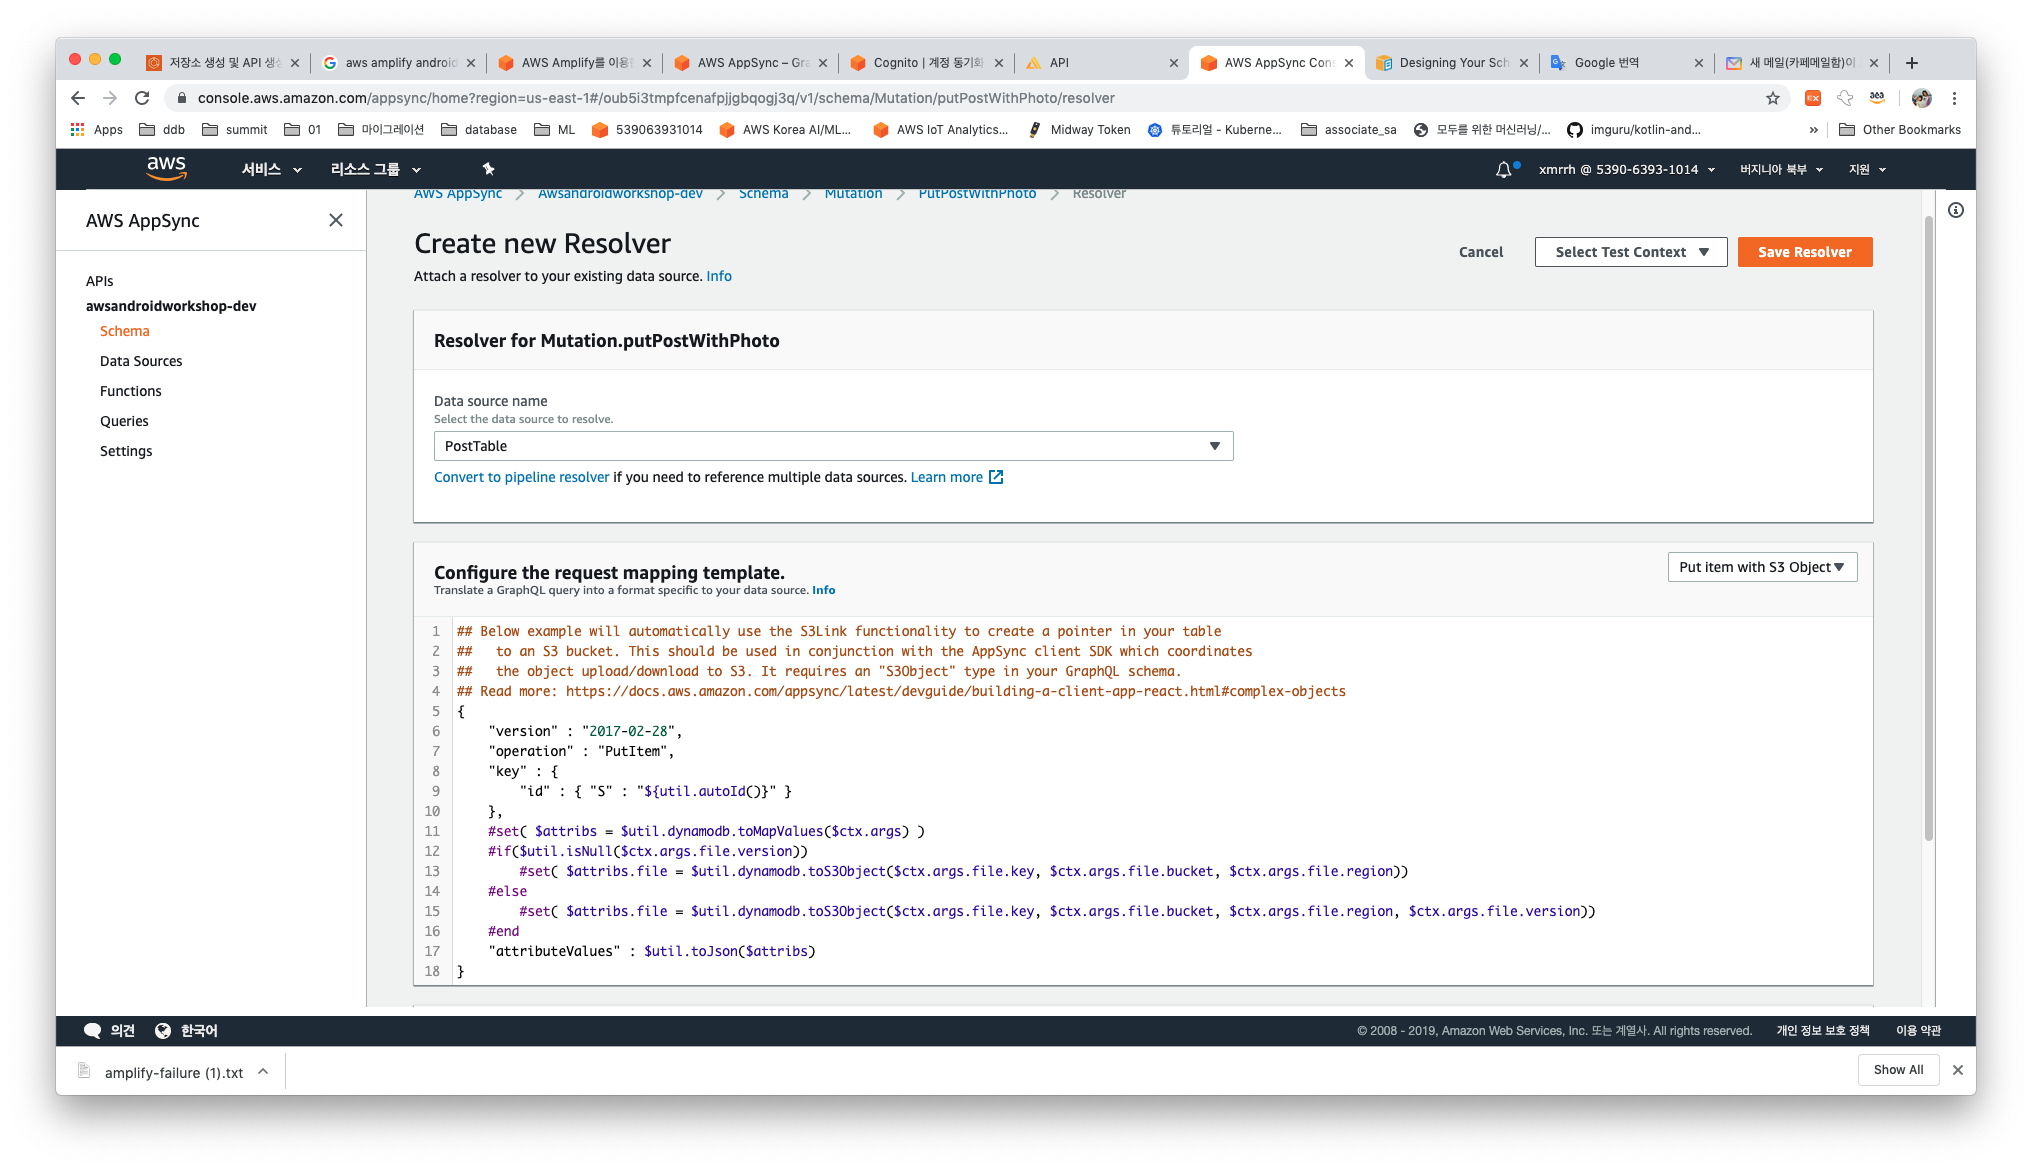 저장소 생성 및 API 생성
aws amplify android
AWS Amplify를 이용한
AWS AppSync – Gra
Cognito | 계정 동기화
API
AWS AppSync Cons
Designing Your Sch
Google 번역
새 메일(카페메일함)이
console.aws.amazon.com/appsync/home?region=us-east-1#/oub5i3tmpfcenafpjjgbqogj3q/v1/schema/Mutation/putPostWithPhoto/resolver
Apps
ddb
summit
01
마이그레이션
database
ML
539063931014
AWS Korea AI/ML...
AWS IoT Analytics...
Midway Token
튜토리얼 - Kuberne...
associate_sa
모두를 위한 머신러닝/...
imguru/kotlin-and...
»
Other Bookmarks
aws
서비스
리소스 그룹
xmrrh @ 5390-6393-1014
버지니아 북부
지원
AWS AppSync > Awsandroidworkshop-dev > Schema > Mutation > PutPostWithPhoto > Resolver
AWS AppSync
APIs
awsandroidworkshop-dev
Schema
Data Sources
Functions
Queries
Settings
Create new Resolver
Attach a resolver to your existing data source. Info
Cancel
Select Test Context
Save Resolver
Resolver for Mutation.putPostWithPhoto
Data source name
Select the data source to resolve.
PostTable
Convert to pipeline resolver if you need to reference multiple data sources. Learn more
Configure the request mapping template.
Translate a GraphQL query into a format specific to your data source. Info
Put item with S3 Object
1 ## Below example will automatically use the S3Link functionality to create a pointer in your table
2 ##   to an S3 bucket. This should be used in conjunction with the AppSync client SDK which coordinates
3 ##   the object upload/download to S3. It requires an "S3Object" type in your GraphQL schema.
4 ## Read more: https://docs.aws.amazon.com/appsync/latest/devguide/building-a-client-app-react.html#complex-objects
5 {
6     "version" : "2017-02-28",
7     "operation" : "PutItem",
8     "key" : {
9         "id" : { "S" : "${util.autoId()}" }
10     },
11     #set( $attribs = $util.dynamodb.toMapValues($ctx.args) )
12     #if($util.isNull($ctx.args.file.version))
13         #set( $attribs.file = $util.dynamodb.toS3Object($ctx.args.file.key, $ctx.args.file.bucket, $ctx.args.file.region))
14     #else
15         #set( $attribs.file = $util.dynamodb.toS3Object($ctx.args.file.key, $ctx.args.file.bucket, $ctx.args.file.region, $ctx.args.file.version))
16     #end
17     "attributeValues" : $util.toJson($attribs)
18 }
의견
한국어
© 2008 - 2019, Amazon Web Services, Inc. 또는 계열사. All rights reserved.
개인 정보 보호 정책
이용 약관
amplify-failure (1).txt
Show All